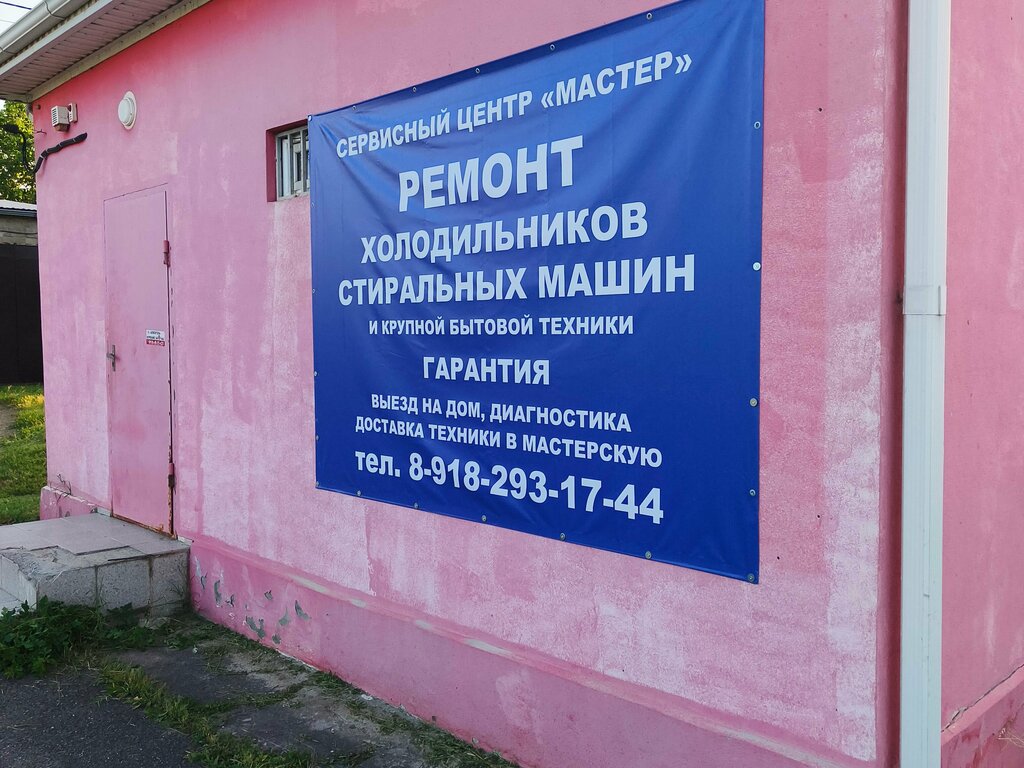 СЕРВИСНЫЙ ЦЕНТР «МАСТЕР»
РЕМОНТ
ХОЛОДИЛЬНИКОВ
СТИРАЛЬНЫХ МАШИН
И КРУПНОЙ БЫТОВОЙ ТЕХНИКИ
ГАРАНТИЯ
ВЫЕЗД НА ДОМ, ДИАГНОСТИКА
ДОСТАВКА ТЕХНИКИ В МАСТЕРСКУЮ
тел. 8-918-293-17-44